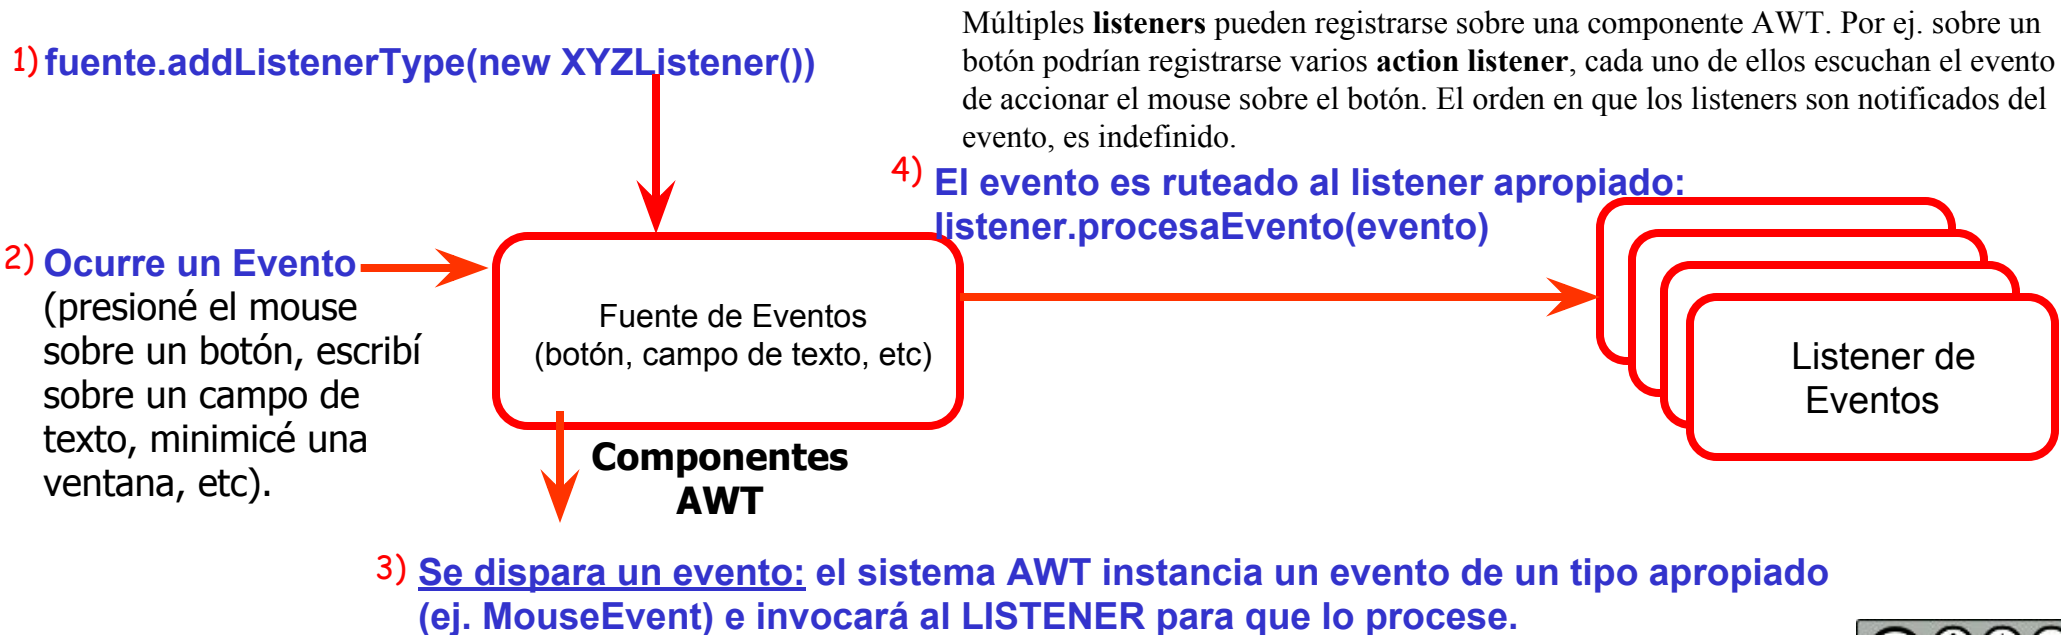 Múltiples listeners pueden registrarse sobre una componente AWT. Por ej. sobre un
botón podrían registrarse varios action listener, cada uno de ellos escuchan el evento
de accionar el mouse sobre el botón. El orden en que los listeners son notificados del
evento, es indefinido.
1) fuente.addListenerType(new XYZListener())
4) El evento es ruteado al listener apropiado:
listener.procesaEvento(evento)
2) Ocurre un Evento
(presioné el mouse
sobre un botón, escribí
sobre un campo de
texto, minimicé una
ventana, etc).
Fuente de Eventos
(botón, campo de texto, etc)
Listener de
Eventos
Componentes
AWT
3) Se dispara un evento: el sistema AWT instancia un evento de un tipo apropiado
(ej. MouseEvent) e invocará al LISTENER para que lo procese.